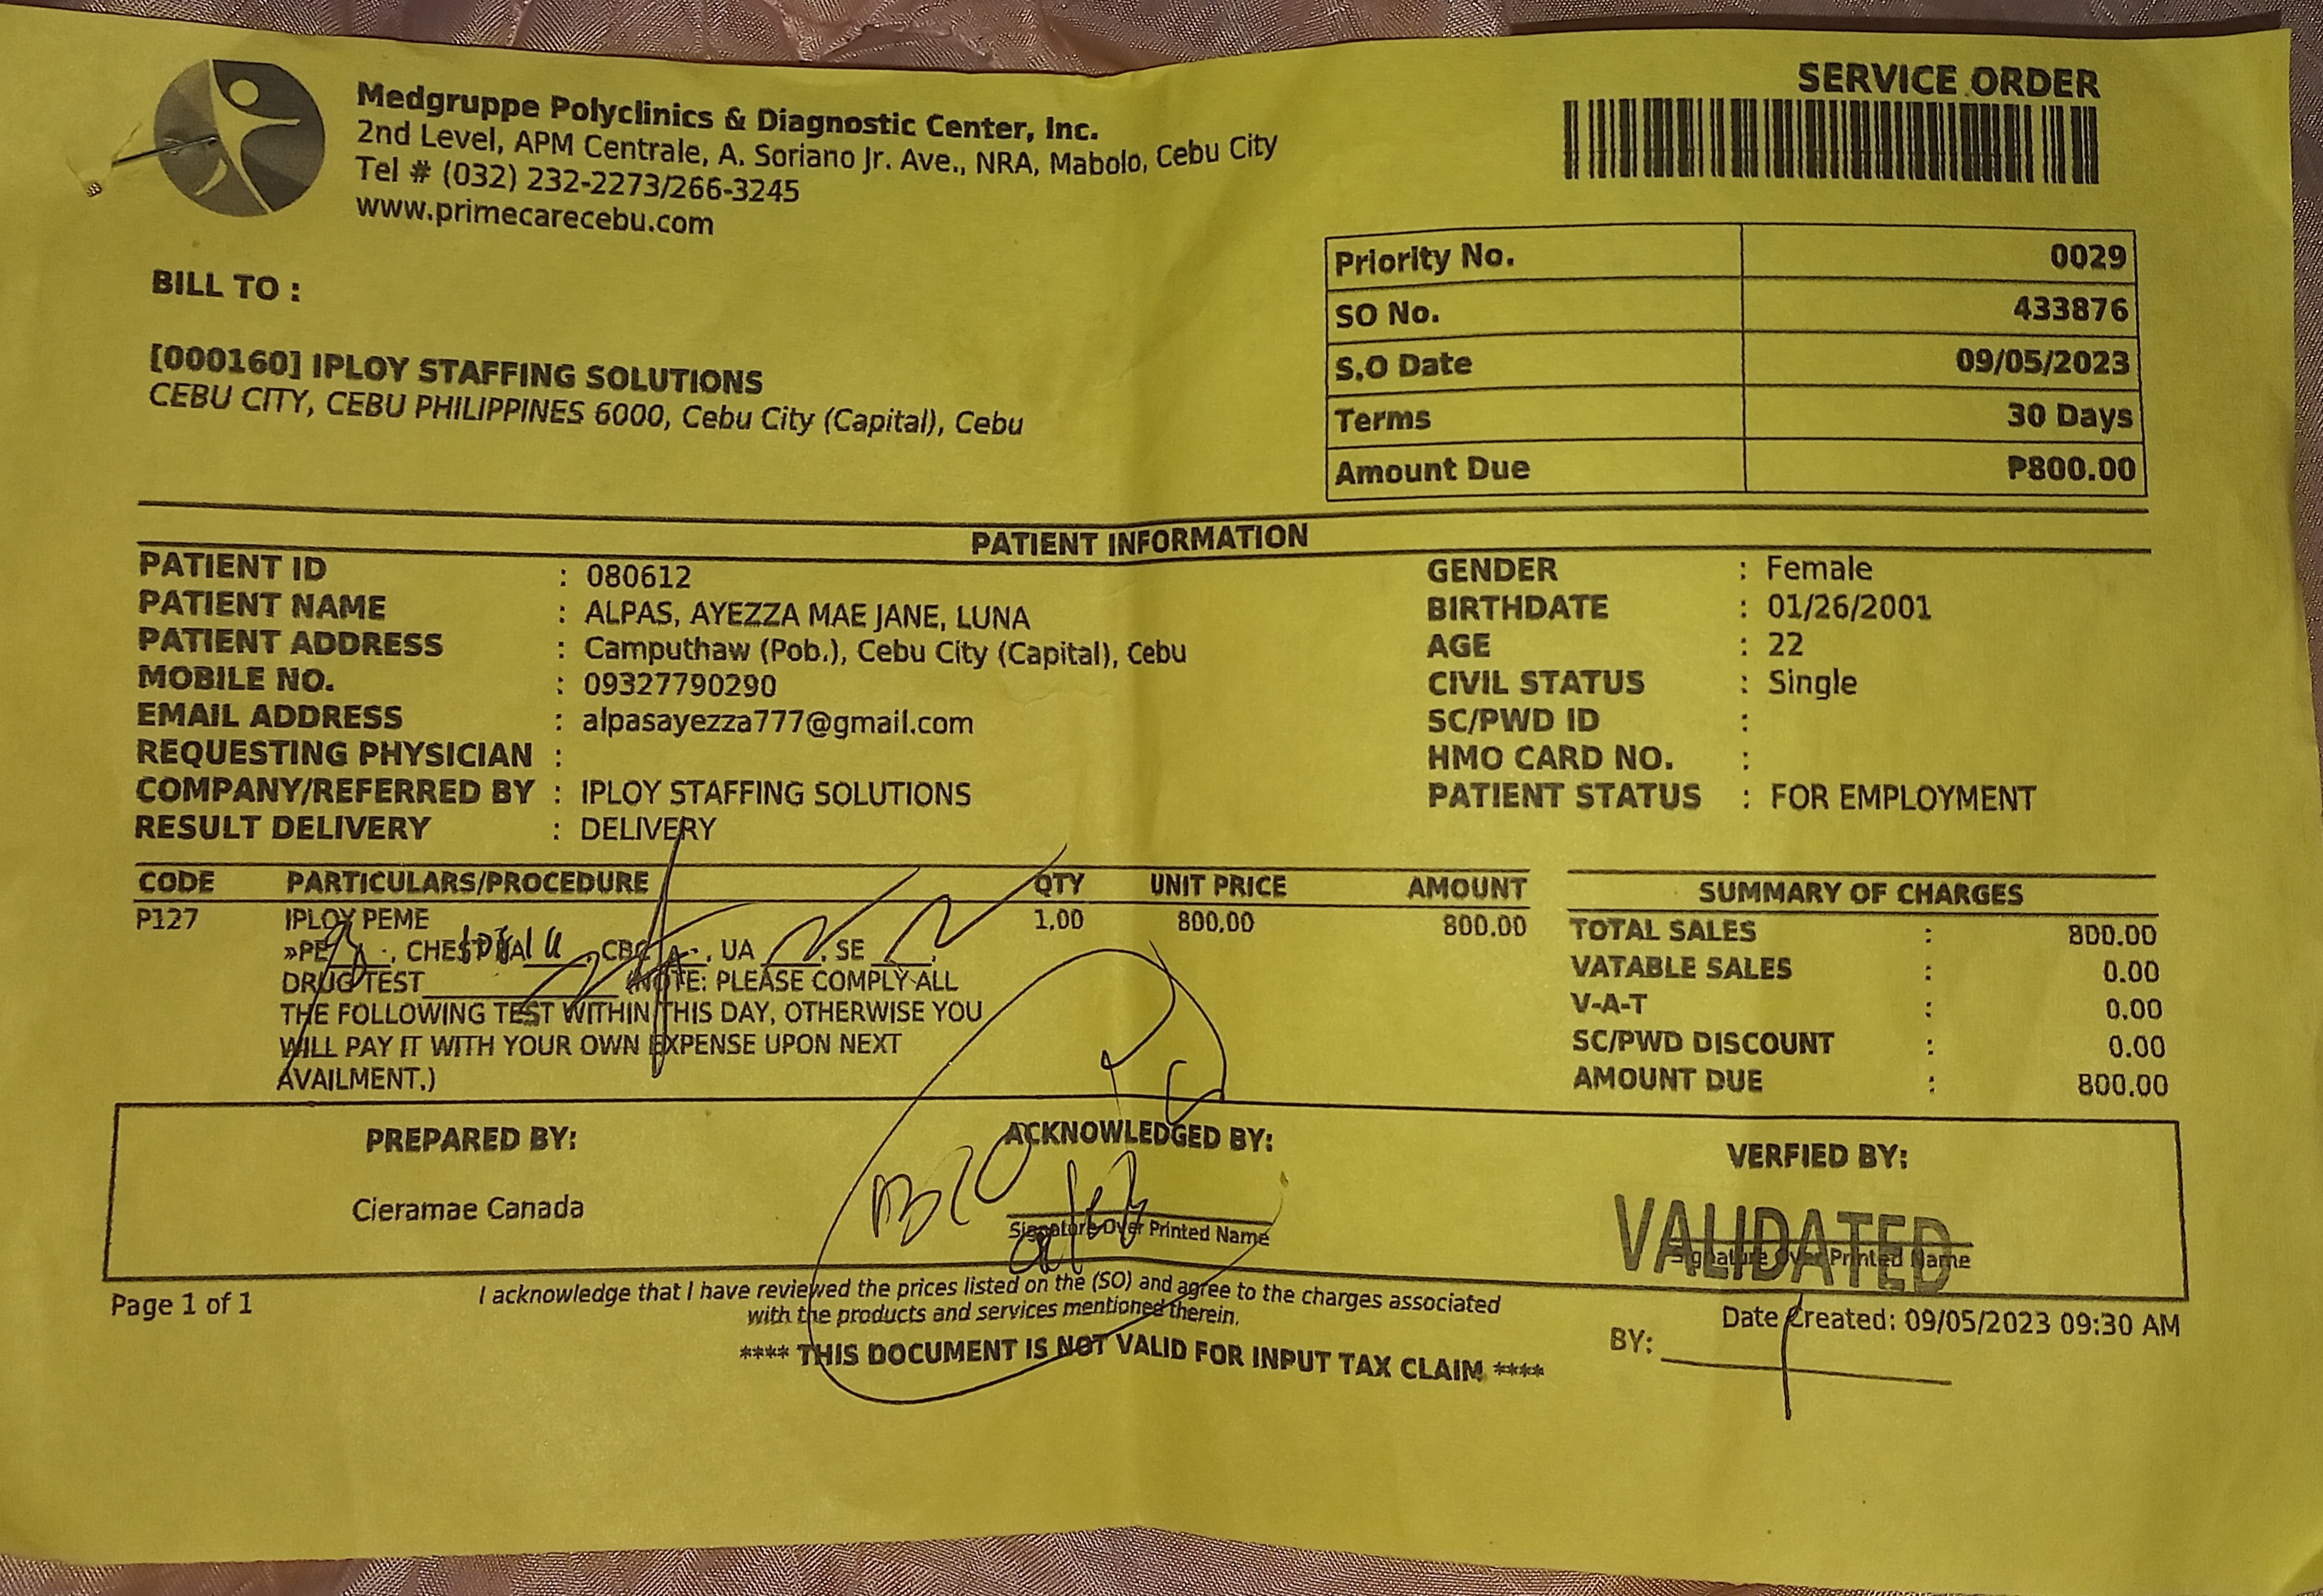 SERVICE ORDER
Medgruppe Polyclinics & Diagnostic Center, Inc.
2nd Level, APM Centrale, A. Soriano Jr. Ave., NRA, Mabolo, Cebu City
Tel # (032) 232-2273/266-3245
www.primecarecebu.com
Priority No. 0029
SO No. 433876
S.O Date 09/05/2023
Terms 30 Days
Amount Due ₱800.00
BILL TO :
[000160] IPLOY STAFFING SOLUTIONS
CEBU CITY, CEBU PHILIPPINES 6000, Cebu City (Capital), Cebu
PATIENT INFORMATION
PATIENT ID : 080612
PATIENT NAME : ALPAS, AYEZZA MAE JANE, LUNA
PATIENT ADDRESS : Camputhaw (Pob.), Cebu City (Capital), Cebu
MOBILE NO. : 09327790290
EMAIL ADDRESS : alpasayezza777@gmail.com
REQUESTING PHYSICIAN :
COMPANY/REFERRED BY : IPLOY STAFFING SOLUTIONS
RESULT DELIVERY : DELIVERY
GENDER : Female
BIRTHDATE : 01/26/2001
AGE : 22
CIVIL STATUS : Single
SC/PWD ID :
HMO CARD NO. :
PATIENT STATUS : FOR EMPLOYMENT
CODE PARTICULARS/PROCEDURE QTY UNIT PRICE AMOUNT
P127 IPLOY PEME 1.00 800.00 800.00
»PE , CHEST PA , CBC , UA , SE ,
DRUG TEST (NOTE: PLEASE COMPLY ALL
THE FOLLOWING TEST WITHIN THIS DAY, OTHERWISE YOU
WILL PAY IT WITH YOUR OWN EXPENSE UPON NEXT
AVAILMENT.)
SUMMARY OF CHARGES
TOTAL SALES : 800.00
VATABLE SALES : 0.00
V-A-T : 0.00
SC/PWD DISCOUNT : 0.00
AMOUNT DUE : 800.00
PREPARED BY:
Cieramae Canada
ACKNOWLEDGED BY:
Signature Over Printed Name
VERFIED BY:
VALIDATED
Signature Over Printed Name
Page 1 of 1
I acknowledge that I have reviewed the prices listed on the (SO) and agree to the charges associated
with the products and services mentioned therein.
**** THIS DOCUMENT IS NOT VALID FOR INPUT TAX CLAIM ****
Date Created: 09/05/2023 09:30 AM
BY: